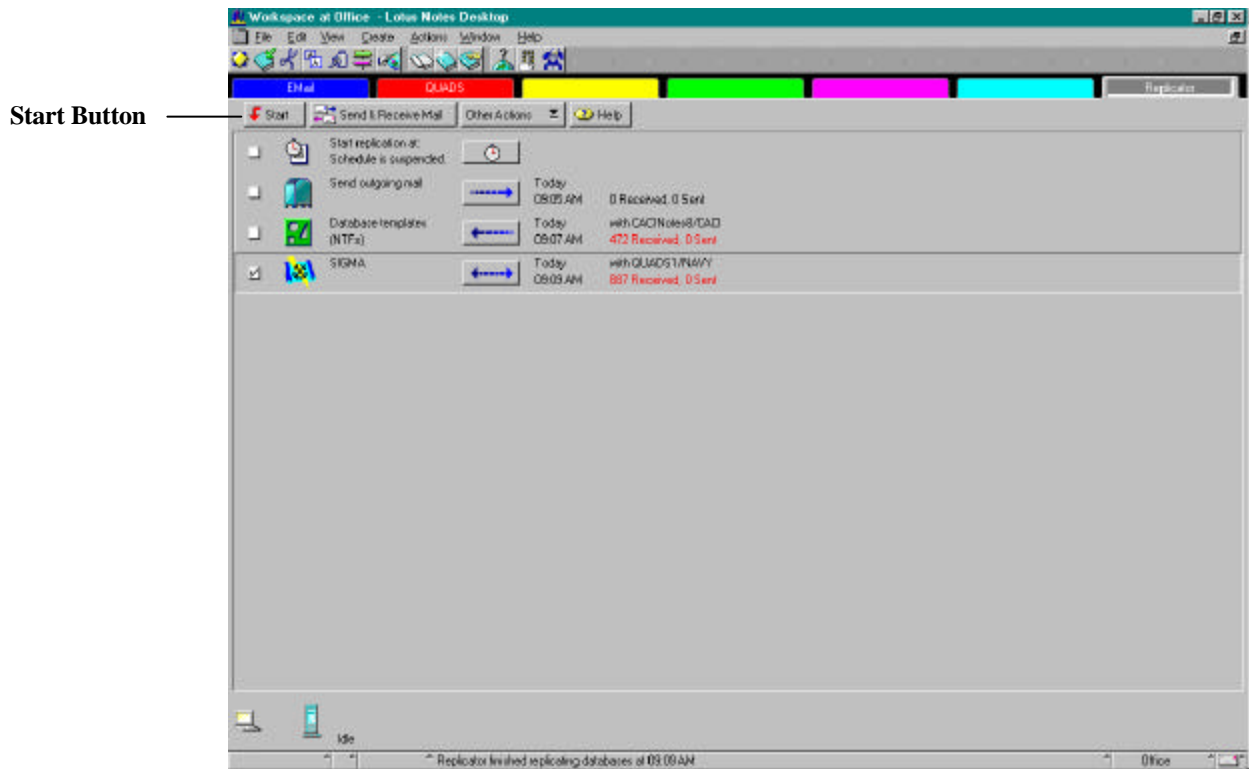 Workspace at Office - Lotus Notes Desktop
File Edit View Create Actions Window Help
EMail QUADS Replicator
Start Button
Start Send & Receive Mail Other Actions Help
Start replication at:
Schedule is suspended.
Send outgoing mail Today
09:05 AM 0 Received, 0 Sent
Database templates Today with CACINotes8/CACI
(NTFs) 09:07 AM 472 Received, 0 Sent
SIGMA Today with QUADS1/NAVY
09:09 AM 887 Received, 0 Sent
Idle
Replicator finished replicating databases at 09:09 AM Office